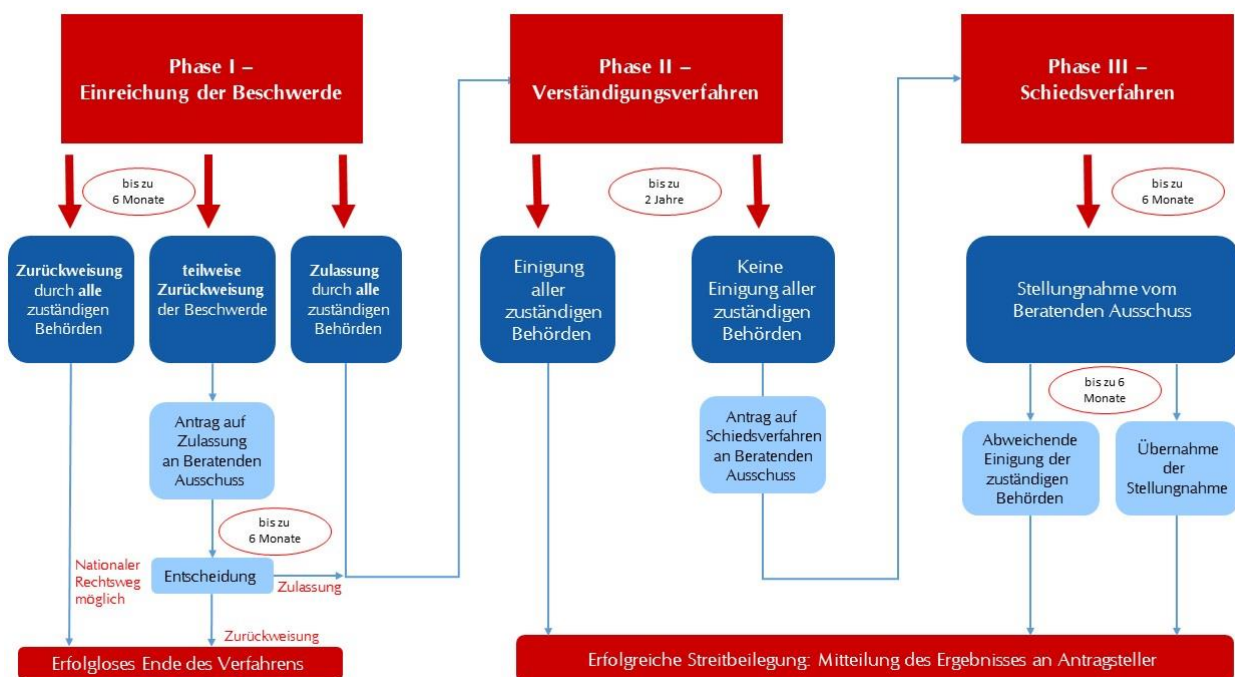 Phase I –
Einreichung der Beschwerde
Phase II –
Verständigungsverfahren
Phase III –
Schiedsverfahren
bis zu
6 Monate
bis zu
2 Jahre
bis zu
6 Monate
Zurückweisung
durch alle
zuständigen
Behörden
teilweise
Zurückweisung
der Beschwerde
Zulassung
durch alle
zuständigen
Behörden
Einigung
aller
zuständigen
Behörden
Keine
Einigung aller
zuständigen
Behörden
Stellungnahme vom
Beratenden Ausschuss
bis zu 6
Monate
Antrag auf
Zulassung
an Beratenden
Ausschuss
Antrag auf
Schiedsverfahren
an Beratenden
Ausschuss
Abweichende
Einigung der
zuständigen
Behörden
Übernahme
der
Stellungnahme
bis zu
6 Monate
Nationaler
Rechtsweg
möglich
Entscheidung
Zulassung
Zurückweisung
Erfolgloses Ende des Verfahrens
Erfolgreiche Streitbeilegung: Mitteilung des Ergebnisses an Antragsteller